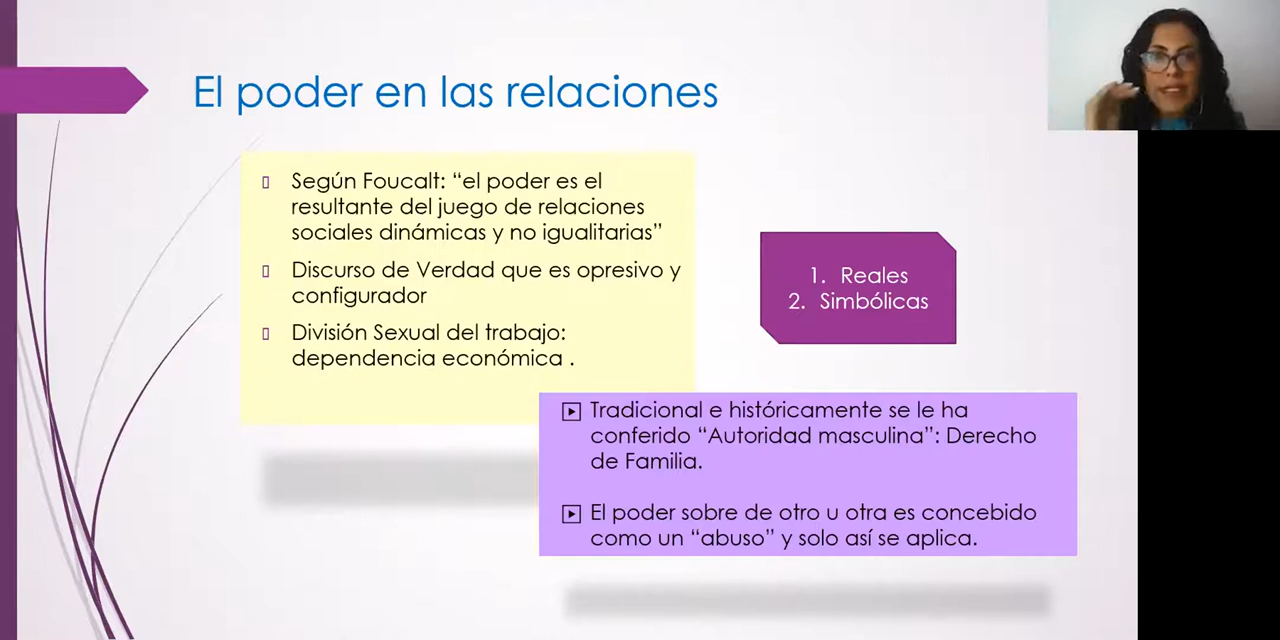 El poder en las relaciones
Según Foucalt: “el poder es el
resultante del juego de relaciones
sociales dinámicas y no igualitarias”
Discurso de Verdad que es opresivo y
configurador
División Sexual del trabajo:
dependencia económica .
1. Reales
2. Simbólicas
Tradicional e históricamente se le ha
conferido “Autoridad masculina”: Derecho
de Familia.
El poder sobre de otro u otra es concebido
como un “abuso” y solo así se aplica.